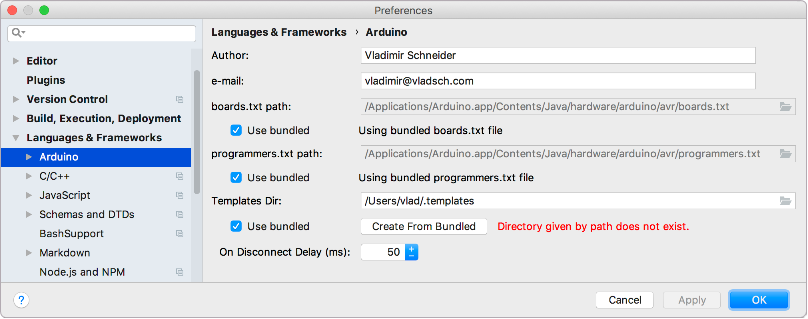 Preferences
Editor
Plugins
Version Control
Build, Execution, Deployment
Languages & Frameworks
Arduino
C/C++
JavaScript
Schemas and DTDs
BashSupport
Markdown
Node.js and NPM
Languages & Frameworks › Arduino
Author: Vladimir Schneider
e-mail: vladimir@vladsch.com
boards.txt path: /Applications/Arduino.app/Contents/Java/hardware/arduino/avr/boards.txt
Use bundled Using bundled boards.txt file
programmers.txt path: /Applications/Arduino.app/Contents/Java/hardware/arduino/avr/programmers.txt
Use bundled Using bundled programmers.txt file
Templates Dir: /Users/vlad/.templates
Use bundled Create From Bundled Directory given by path does not exist.
On Disconnect Delay (ms): 50
? Cancel Apply OK